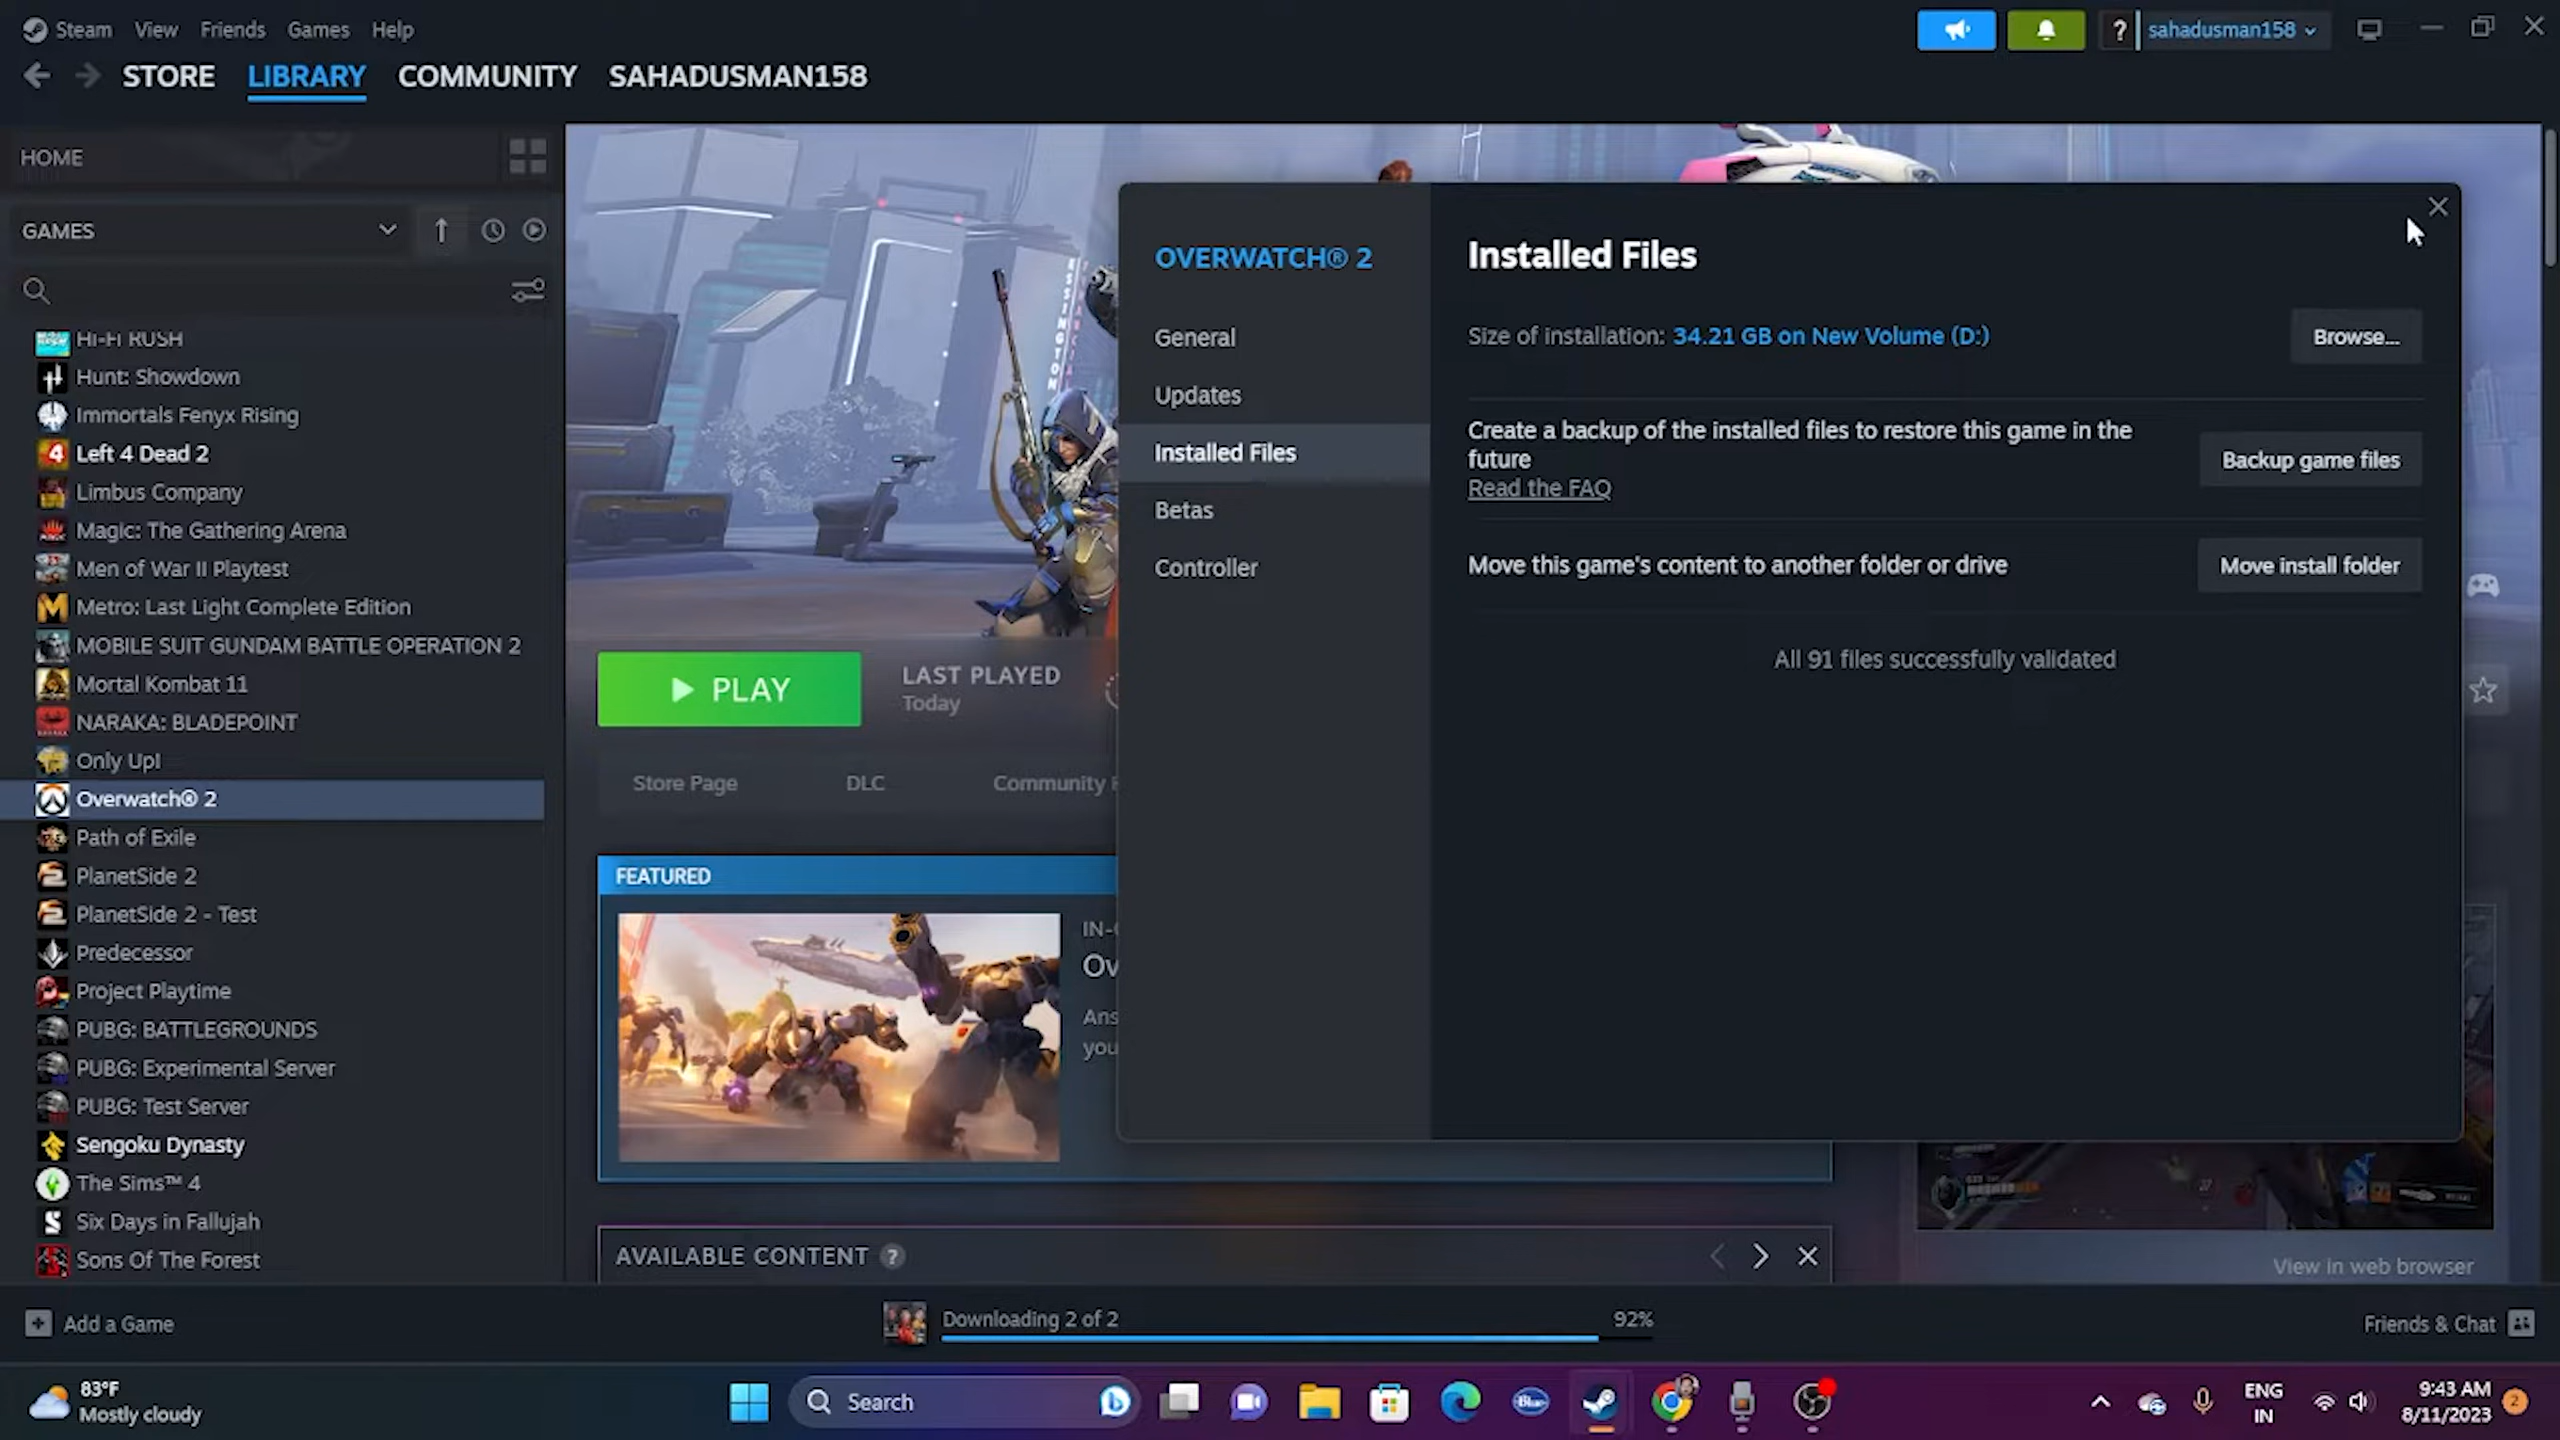 Steam View Friends Games Help
? sahadusman158
STORE LIBRARY COMMUNITY SAHADUSMAN158
HOME
GAMES
HI-FI RUSH
Hunt: Showdown
Immortals Fenyx Rising
Left 4 Dead 2
Limbus Company
Magic: The Gathering Arena
Men of War II Playtest
Metro: Last Light Complete Edition
MOBILE SUIT GUNDAM BATTLE OPERATION 2
Mortal Kombat 11
NARAKA: BLADEPOINT
Only Up!
Overwatch® 2
Path of Exile
PlanetSide 2
PlanetSide 2 - Test
Predecessor
Project Playtime
PUBG: BATTLEGROUNDS
PUBG: Experimental Server
PUBG: Test Server
Sengoku Dynasty
The Sims™ 4
Six Days in Fallujah
Sons Of The Forest
PLAY
LAST PLAYED
Today
Store Page DLC Community
FEATURED
IN-
Ov
Ans
you
AVAILABLE CONTENT ?
View in web browser
OVERWATCH® 2
General
Updates
Installed Files
Betas
Controller
Installed Files
Size of installation: 34.21 GB on New Volume (D:)
Browse...
Create a backup of the installed files to restore this game in the
future
Read the FAQ
Backup game files
Move this game's content to another folder or drive
Move install folder
All 91 files successfully validated
Add a Game
Downloading 2 of 2 92%
Friends & Chat
83°F
Mostly cloudy
Search
Blue
ENG
IN
9:43 AM
8/11/2023
2